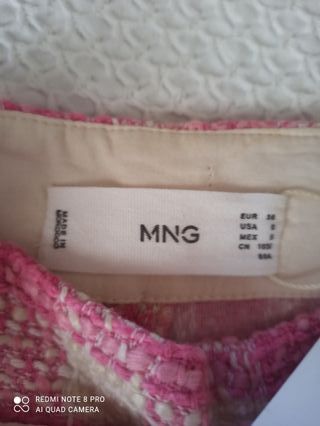 MADE IN
MOROCCO
MNG
EUR 36
USA
MEX
CN
REDMI NOTE 8 PRO
AI QUAD CAMERA